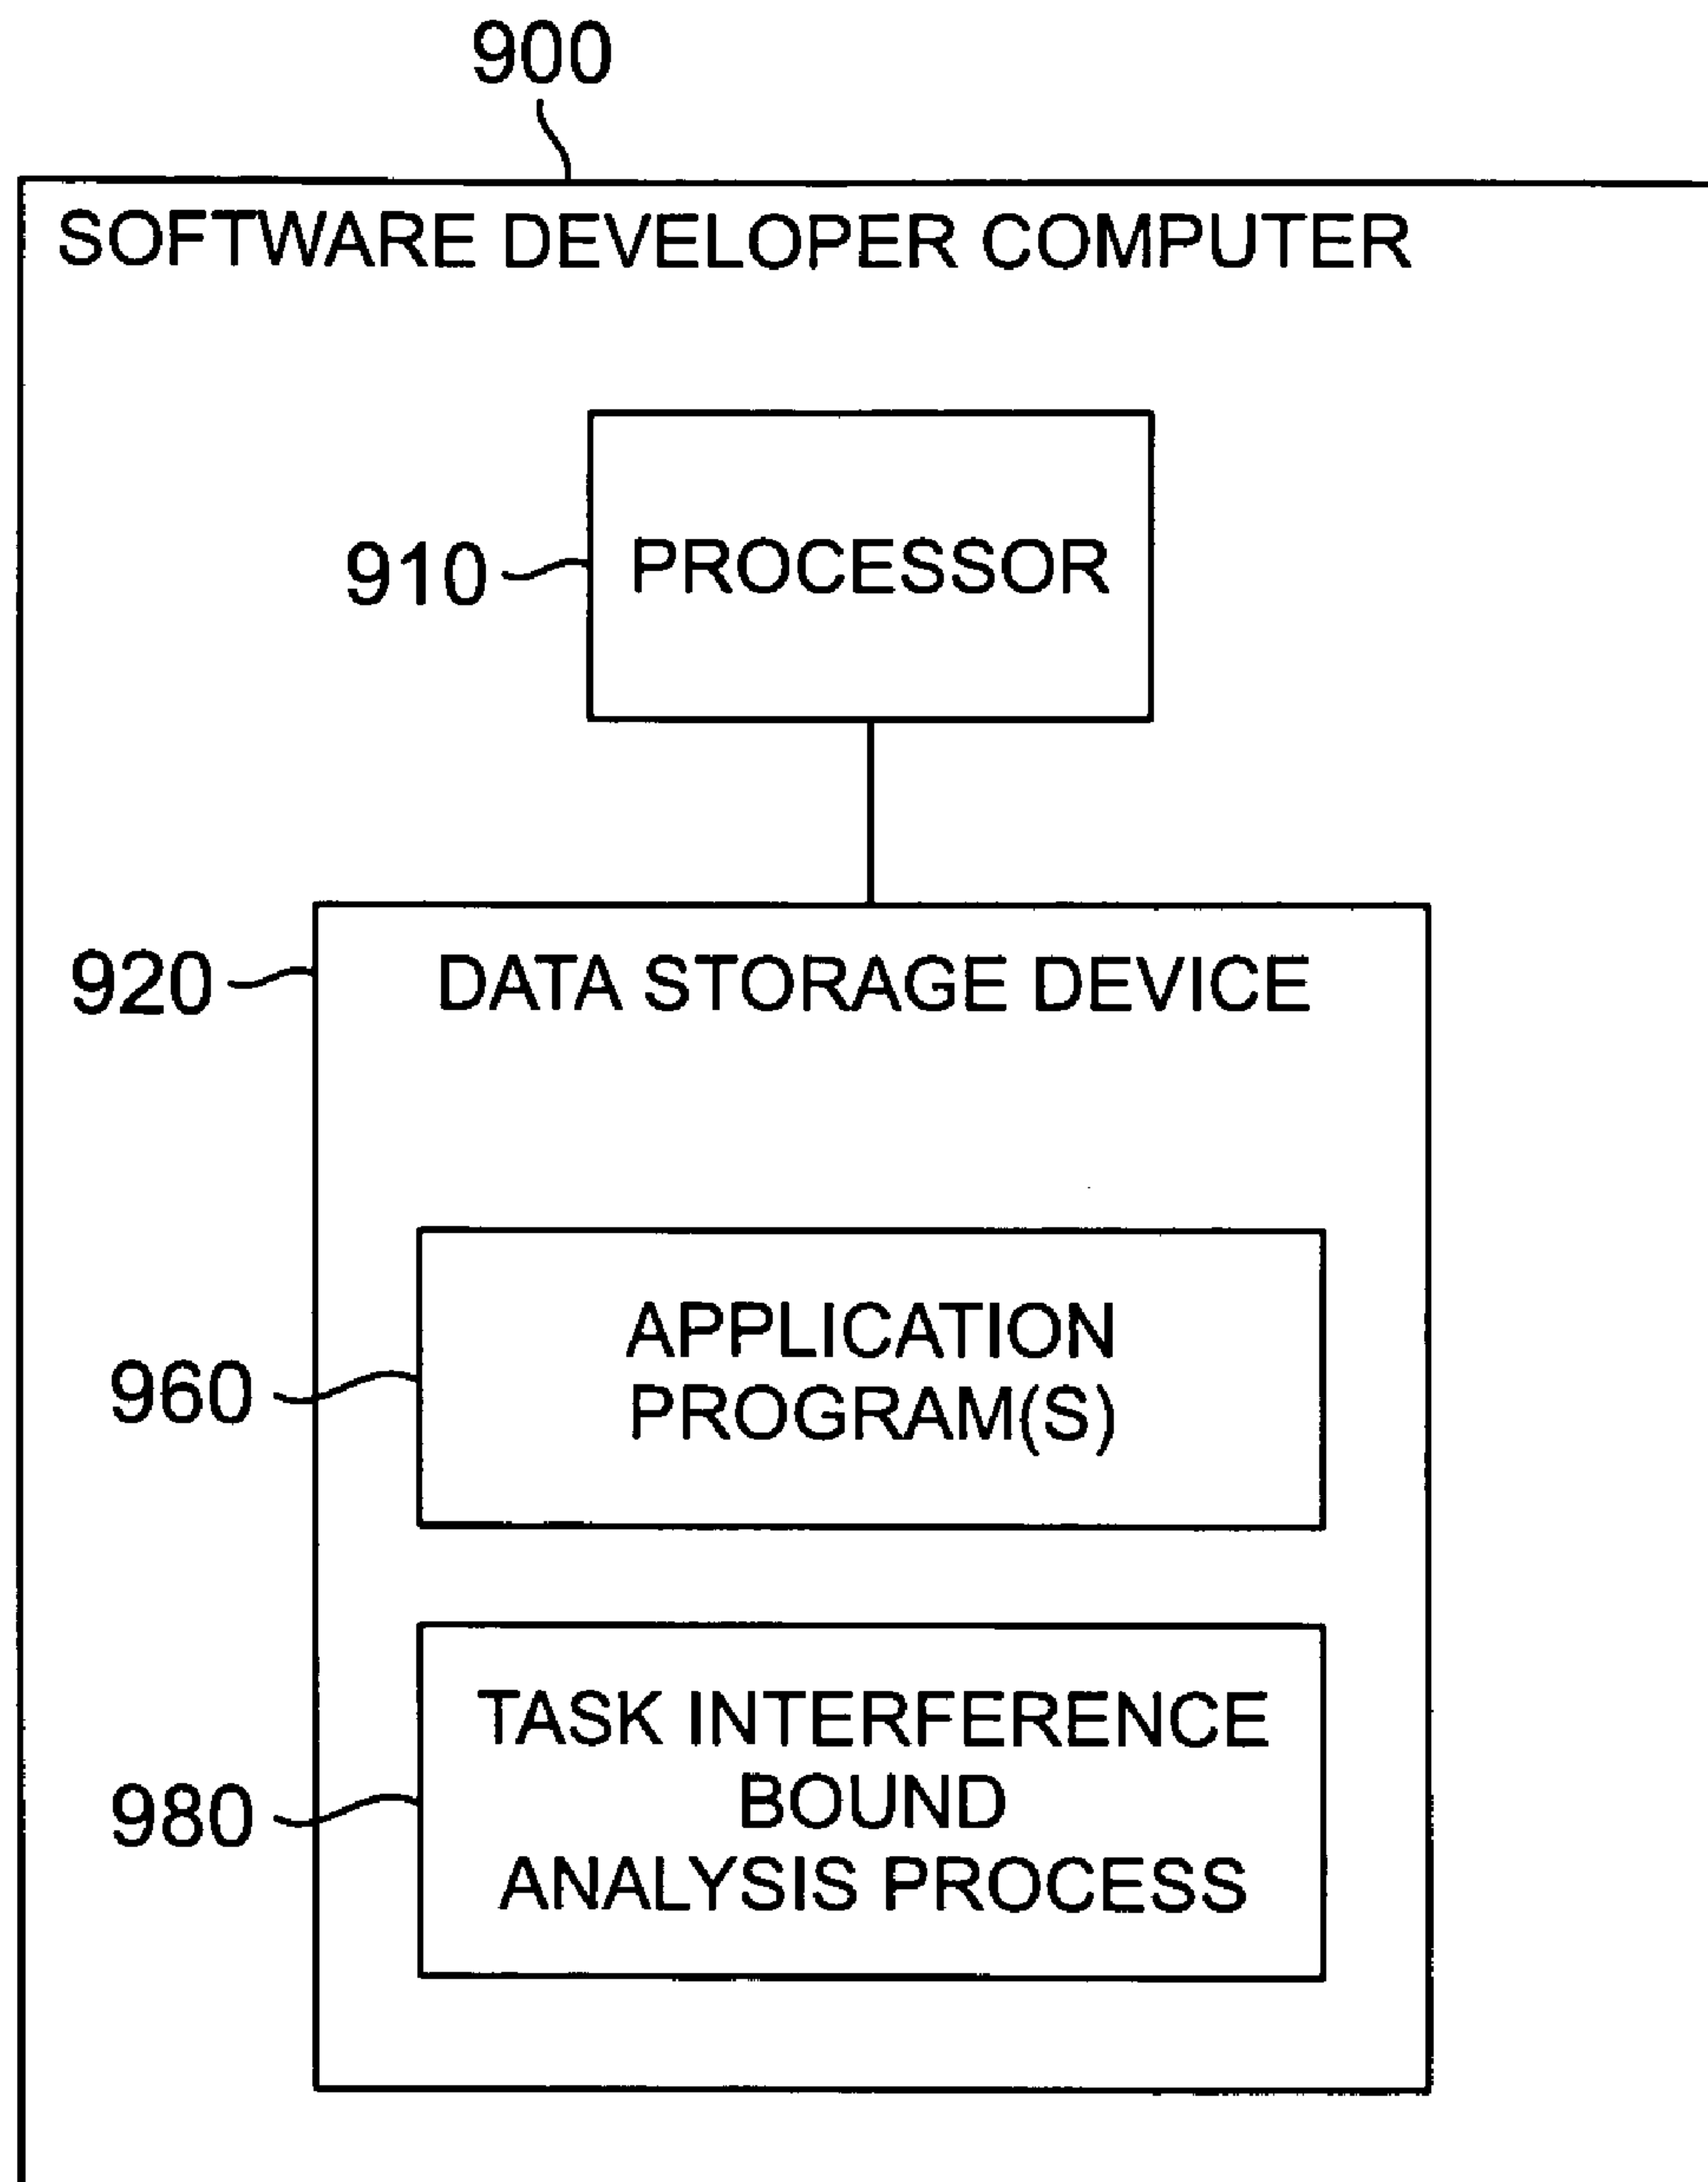 900
SOFTWARE DEVELOPER COMPUTER
910
PROCESSOR
920
DATA STORAGE DEVICE
960
APPLICATION
PROGRAM(S)
980
TASK INTERFERENCE
BOUND
ANALYSIS PROCESS